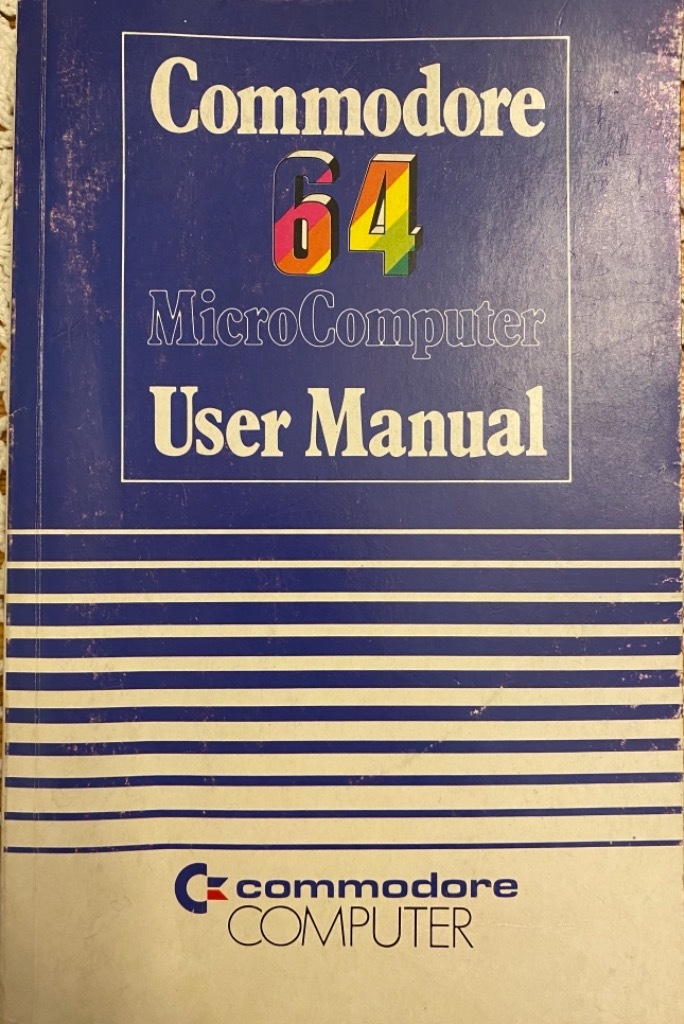 Commodore
64
MicroComputer
User Manual
commodore
COMPUTER